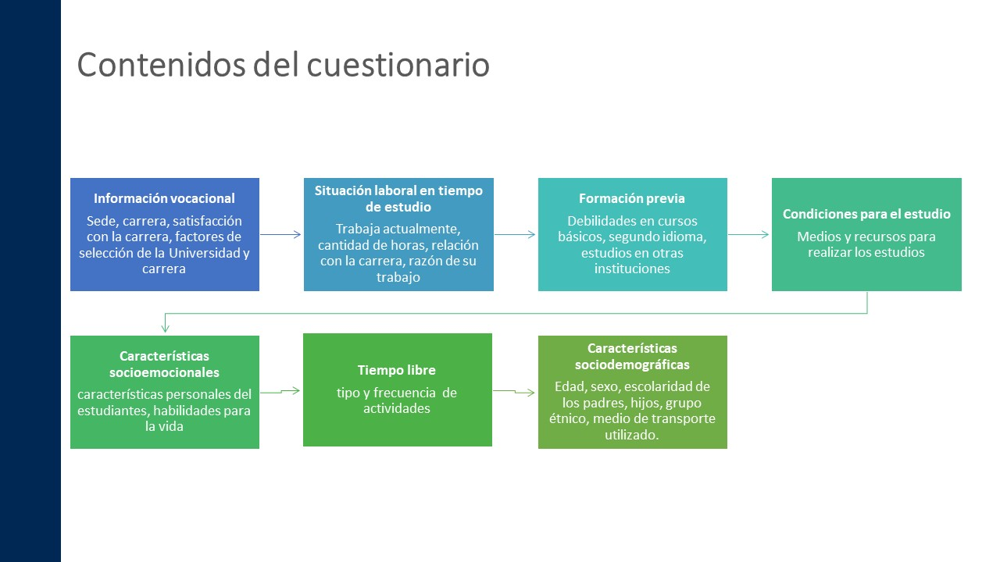 Contenidos del cuestionario
Información vocacional
Sede, carrera, satisfacción
con la carrera, factores de
selección de la Universidad y
carrera
Situación laboral en tiempo
de estudio
Trabaja actualmente,
cantidad de horas, relación
con la carrera, razón de su
trabajo
Formación previa
Debilidades en cursos
básicos, segundo idioma,
estudios en otras
instituciones
Condiciones para el estudio
Medios y recursos para
realizar los estudios
Características
socioemocionales
características personales del
estudiantes, habilidades para
la vida
Tiempo libre
tipo y frecuencia  de
actividades
Características
sociodemográficas
Edad, sexo, escolaridad de
los padres, hijos, grupo
étnico, medio de transporte
utilizado.